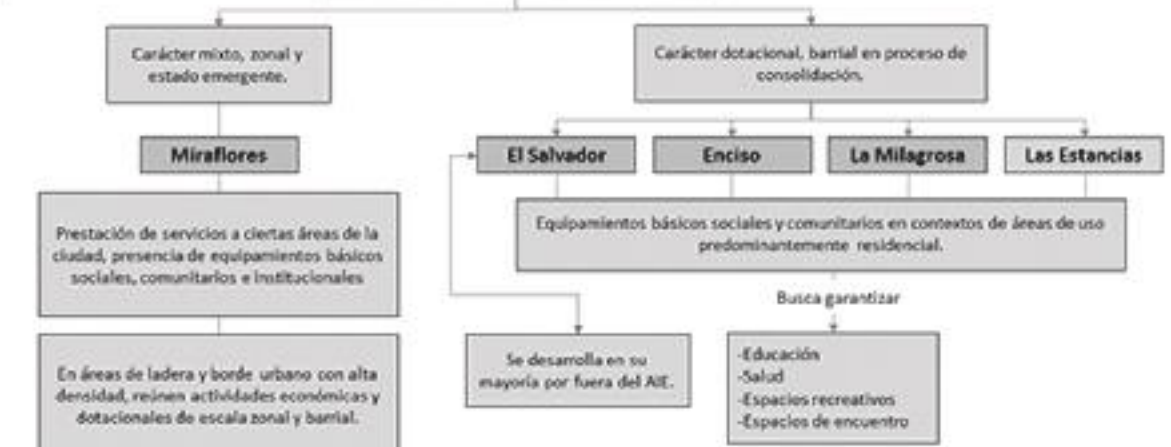 Carácter mixto, zonal y
estado emergente.
Carácter dotacional, barrial en proceso de
consolidación.
Miraflores
El Salvador
Enciso
La Milagrosa
Las Estancias
Prestación de servicios a ciertas áreas de la
ciudad, presencia de equipamientos básicos
sociales, comunitarios e institucionales
Equipamientos básicos sociales y comunitarios en contextos de áreas de uso
predominantemente residencial.
Busca garantizar
En áreas de ladera y borde urbano con alta
densidad, reúnen actividades económicas y
dotacionales de escala zonal y barrial.
Se desarrolla en su
mayoría por fuera del AIE.
-Educación
-Salud
-Espacios recreativos
-Espacios de encuentro